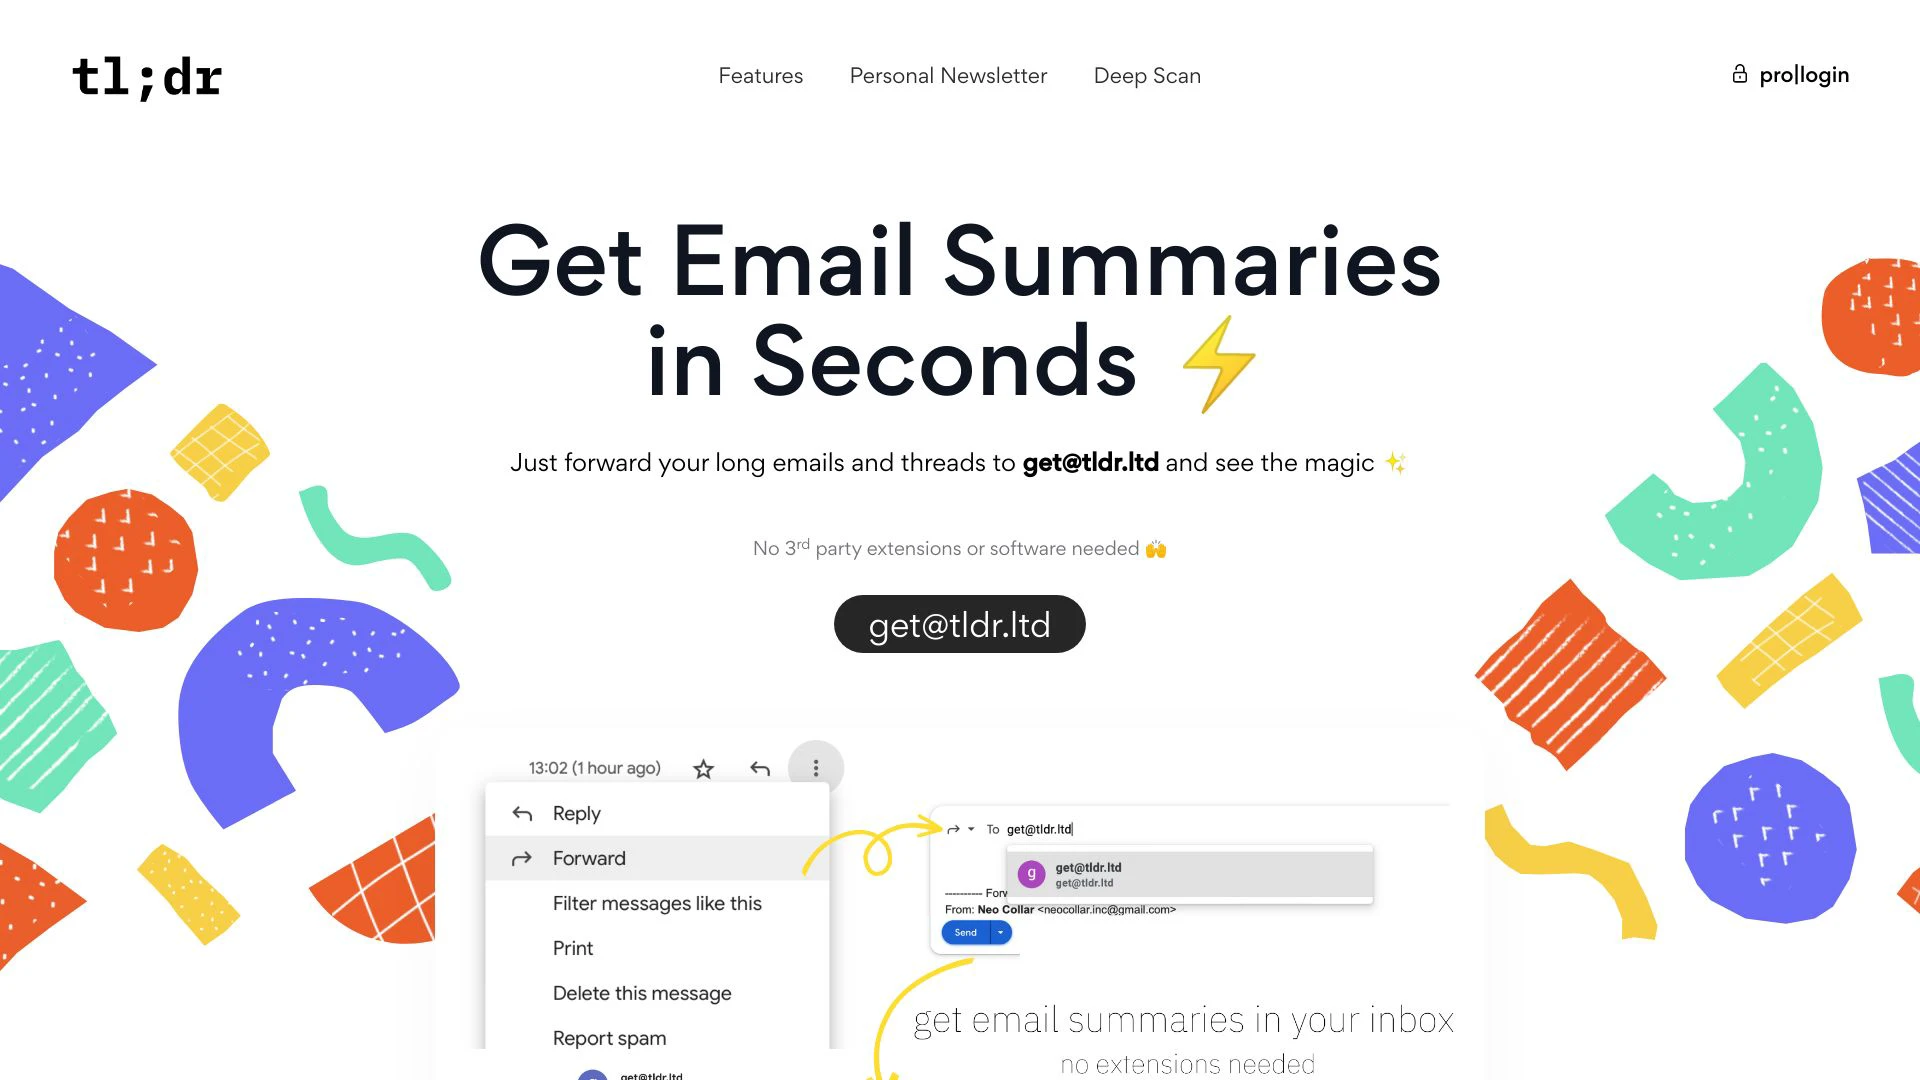 tl;dr
Features
Personal Newsletter
Deep Scan
pro|login
Get Email Summaries
in Seconds ⚡
Just forward your long emails and threads to get@tldr.ltd and see the magic ✨
No 3rd party extensions or software needed 🙌
get@tldr.ltd
13:02 (1 hour ago)
Reply
Forward
Filter messages like this
Print
Delete this message
Report spam
get@tldr.ltd
To get@tldr.ltd
g
get@tldr.ltd
get@tldr.ltd
---------- Forw
From: Neo Collar <neocollar.inc@gmail.com>
Send
get email summaries in your inbox
no extensions needed